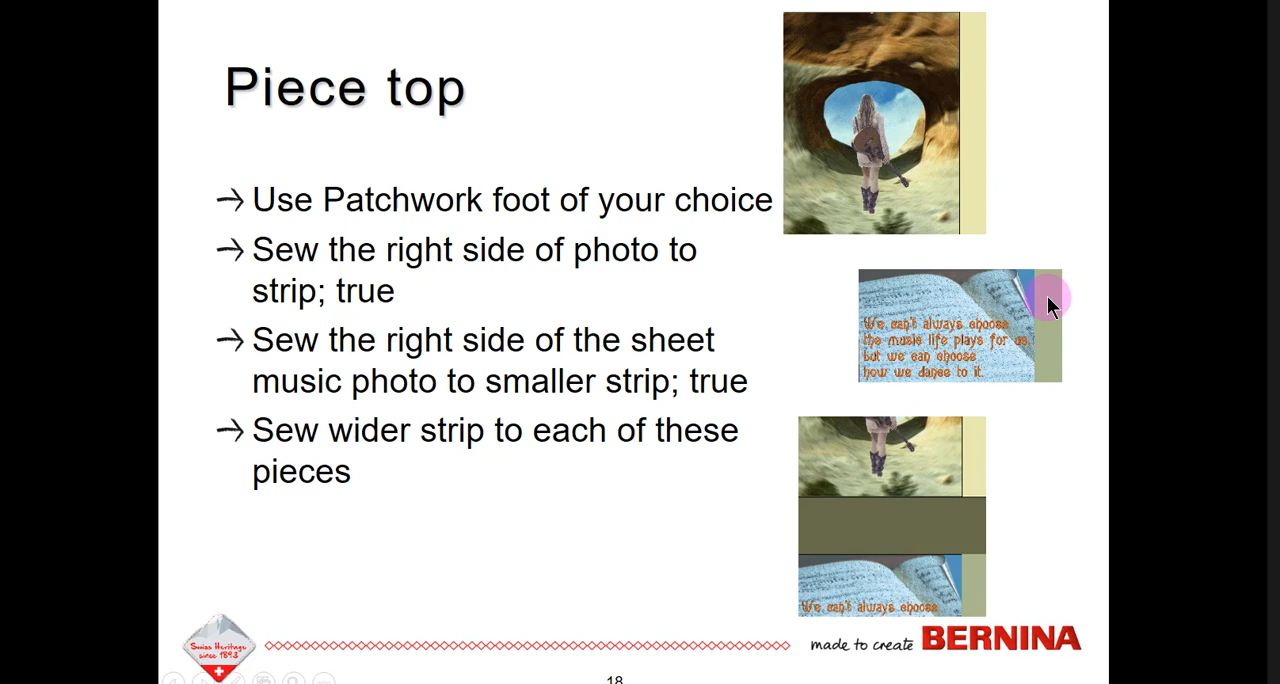 Piece top
Use Patchwork foot of your choice
Sew the right side of photo to
strip; true
Sew the right side of the sheet
music photo to smaller strip; true
Sew wider strip to each of these
pieces
We can't always choose
the music life plays for us
but we can choose
how we dance to it.
We can't always choose
Swiss Heritage
since 1893
made to create BERNINA
18